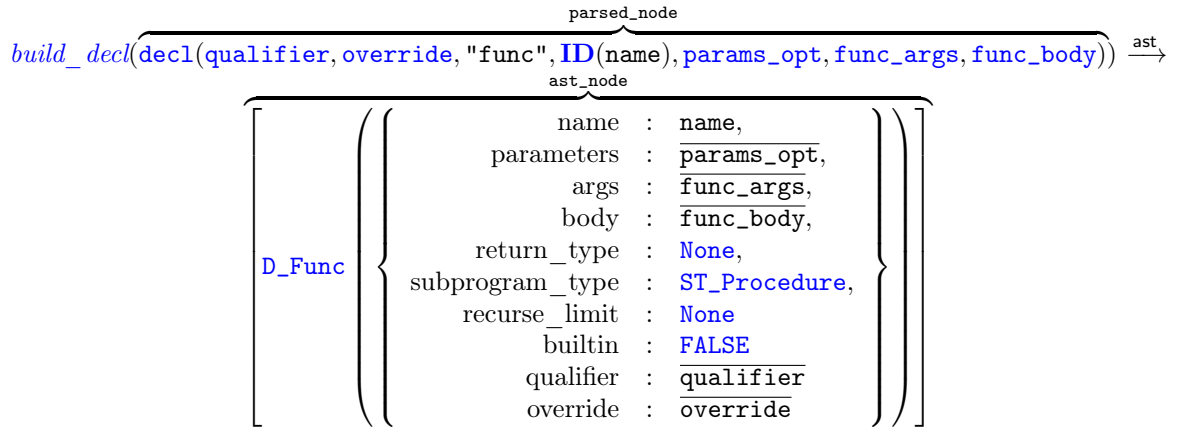 parsed_node
build_decl(decl(qualifier, override, "func", ID(name), params_opt, func_args, func_body)) ast⟶
ast_node
[D_Func({
name : name,
parameters : params_opt,
args : func_args,
body : func_body,
return_type : None,
subprogram_type : ST_Procedure,
recurse_limit : None
builtin : FALSE
qualifier : qualifier
override : override
})]